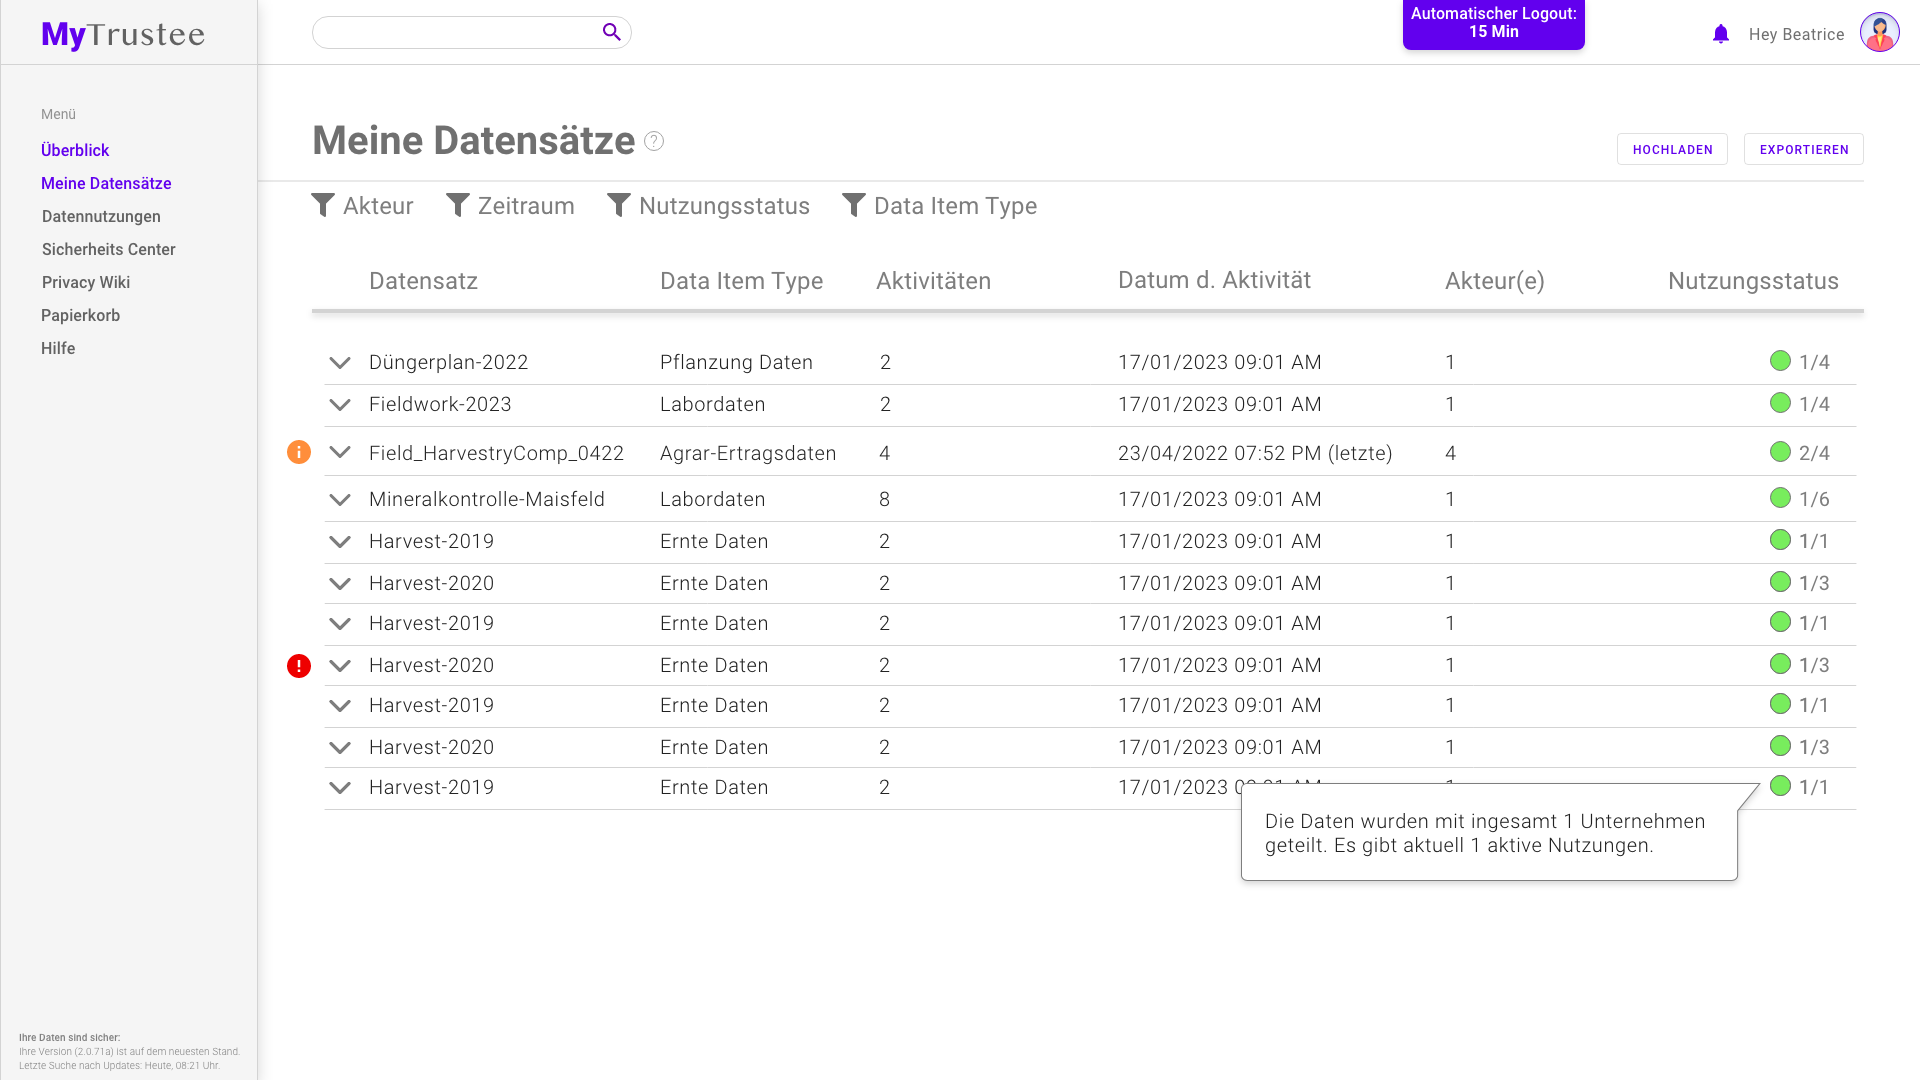 MyTrustee
Automatischer Logout:
15 Min
Hey Beatrice
Menü
Überblick
Meine Datensätze
Datennutzungen
Sicherheits Center
Privacy Wiki
Papierkorb
Hilfe
Meine Datensätze ?
HOCHLADEN EXPORTIEREN
Akteur Zeitraum Nutzungsstatus Data Item Type
Datensatz Data Item Type Aktivitäten Datum d. Aktivität Akteur(e) Nutzungsstatus
Düngerplan-2022 Pflanzung Daten 2 17/01/2023 09:01 AM 1 1/4
Fieldwork-2023 Labordaten 2 17/01/2023 09:01 AM 1 1/4
Field_HarvestryComp_0422 Agrar-Ertragsdaten 4 23/04/2022 07:52 PM (letzte) 4 2/4
Mineralkontrolle-Maisfeld Labordaten 8 17/01/2023 09:01 AM 1 1/6
Harvest-2019 Ernte Daten 2 17/01/2023 09:01 AM 1 1/1
Harvest-2020 Ernte Daten 2 17/01/2023 09:01 AM 1 1/3
Harvest-2019 Ernte Daten 2 17/01/2023 09:01 AM 1 1/1
Harvest-2020 Ernte Daten 2 17/01/2023 09:01 AM 1 1/3
Harvest-2019 Ernte Daten 2 17/01/2023 09:01 AM 1 1/1
Harvest-2020 Ernte Daten 2 17/01/2023 09:01 AM 1 1/3
Harvest-2019 Ernte Daten 2 17/01/2023 09:01 AM 1 1/1
Die Daten wurden mit ingesamt 1 Unternehmen
geteilt. Es gibt aktuell 1 aktive Nutzungen.
Ihre Daten sind sicher:
Ihre Version (2.0.71a) ist auf dem neuesten Stand.
Letzte Suche nach Updates: Heute, 08:21 Uhr.